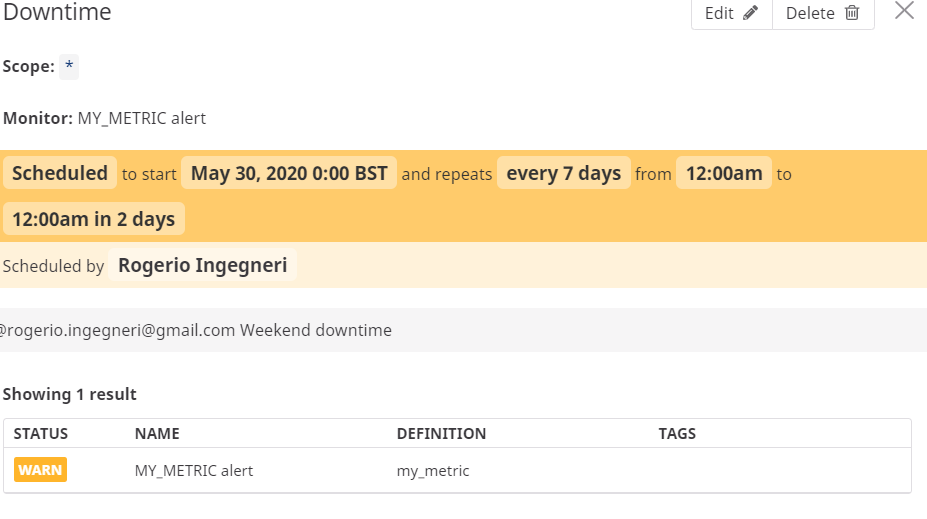 Downtime
Edit Delete
Scope: *
Monitor: MY_METRIC alert
Scheduled to start May 30, 2020 0:00 BST and repeats every 7 days from 12:00am to
12:00am in 2 days
Scheduled by Rogerio Ingegneri
@rogerio.ingegneri@gmail.com Weekend downtime
Showing 1 result
STATUS NAME DEFINITION TAGS
WARN MY_METRIC alert my_metric